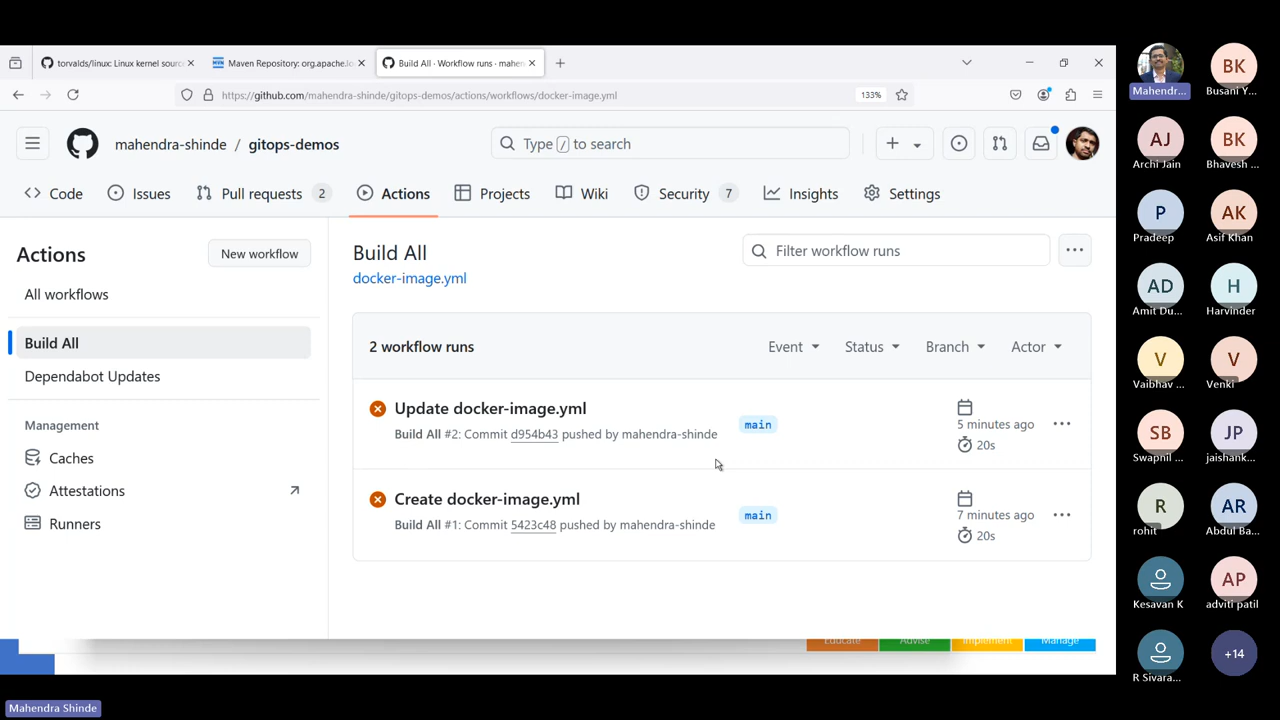 torvalds/linux: Linux kernel sourc
Maven Repository: org.apache.lo
Build All · Workflow runs · mahen
https://github.com/mahendra-shinde/gitops-demos/actions/workflows/docker-image.yml
133%
mahendra-shinde / gitops-demos
Type / to search
Code
Issues
Pull requests 2
Actions
Projects
Wiki
Security 7
Insights
Settings
Actions
New workflow
All workflows
Build All
Dependabot Updates
Management
Caches
Attestations
Runners
Build All
docker-image.yml
Filter workflow runs
2 workflow runs
Event
Status
Branch
Actor
Update docker-image.yml
Build All #2: Commit d954b43 pushed by mahendra-shinde
main
5 minutes ago
20s
Create docker-image.yml
Build All #1: Commit 5423c48 pushed by mahendra-shinde
main
7 minutes ago
20s
Educate
Advise
Implement
Manage
Mahendr...
BK
Busani Y...
AJ
Archi Jain
BK
Bhavesh ...
P
Pradeep
AK
Asif Khan
AD
Amit Du...
H
Harvinder
V
Vaibhav ...
V
Venki
SB
Swapnil ...
JP
jaishank...
R
rohit
AR
Abdul Ba...
Kesavan K
AP
adviti patil
R Sivara...
+14
Mahendra Shinde